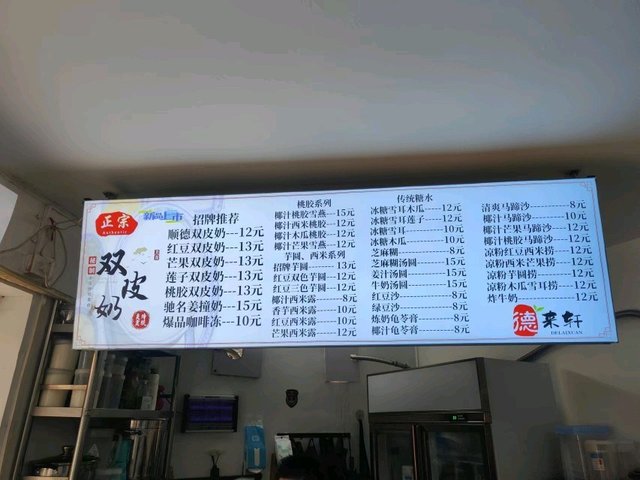 正宗
Authentic
新品上市
双皮奶
招牌推荐
顺德双皮奶---12元
红豆双皮奶---13元
芒果双皮奶---13元
莲子双皮奶---13元
桃胶双皮奶---13元
驰名姜撞奶---15元
爆品咖啡冻---10元
桃胶系列
椰汁桃胶雪燕----15元
椰汁西米桃胶----12元
椰汁木瓜桃胶----12元
椰汁芒果雪燕----12元
芋圆、西米系列
招牌芋圆--------13元
红豆双色芋圆----12元
红豆三色芋圆----12元
椰汁西米露------8元
香芋西米露------10元
红豆西米露------10元
芒果西米露------12元
传统糖水
冰糖雪耳木瓜----12元
冰糖雪耳莲子----12元
冰糖雪耳--------10元
冰糖木瓜--------10元
芝麻糊----------8元
芝麻糊汤圆------15元
姜汁汤圆--------15元
牛奶汤圆--------15元
红豆沙----------8元
绿豆沙----------8元
炼奶龟苓膏------8元
椰汁龟苓膏------8元
清爽马蹄沙------8元
椰汁马蹄沙------10元
椰汁芒果马蹄沙--12元
椰汁桃胶马蹄沙--12元
凉粉红豆西米捞--12元
凉粉西米芒果捞--12元
凉粉芋圆捞------12元
凉粉木瓜雪耳捞--12元
炸牛奶----------12元
德来轩
DELAIXUAN